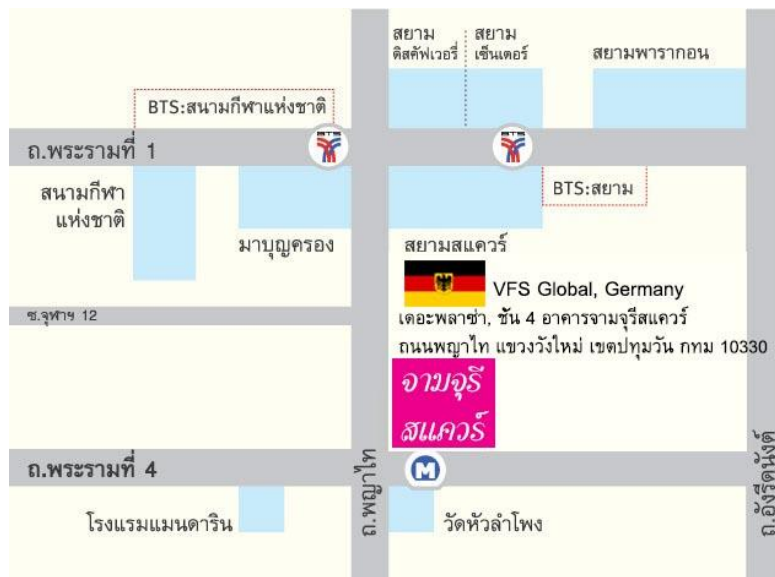 สยาม
ดิสคัฟเวอรี่
สยาม
เซ็นเตอร์
สยามพารากอน
BTS:สนามกีฬาแห่งชาติ
BTS
BTS
ถ.พระรามที่ 1
สนามกีฬา
แห่งชาติ
มาบุญครอง
BTS:สยาม
สยามสแควร์
VFS Global, Germany
ซ.จุฬาฯ 12
เดอะพลาซ่า, ชั้น 4 อาคารจามจุรีสแควร์
ถนนพญาไท แขวงวังใหม่ เขตปทุมวัน กทม 10330
จามจุรี
สแควร์
ถ.พระรามที่ 4
M
ถ.พญาไท
ถ.อังรีดูนังต์
โรงแรมแมนดาริน
วัดหัวลำโพง